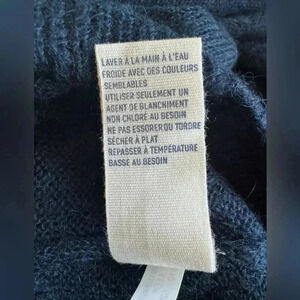 LAVER À LA MAIN À L'EAU
FROIDE AVEC DES COULEURS
SEMBLABLES
UTILISER SEULEMENT UN
AGENT DE BLANCHIMENT
NON CHLORÉ AU BESOIN
NE PAS ESSORER OU TORDRE
SÉCHER À PLAT
REPASSER À TEMPÉRATURE
BASSE AU BESOIN